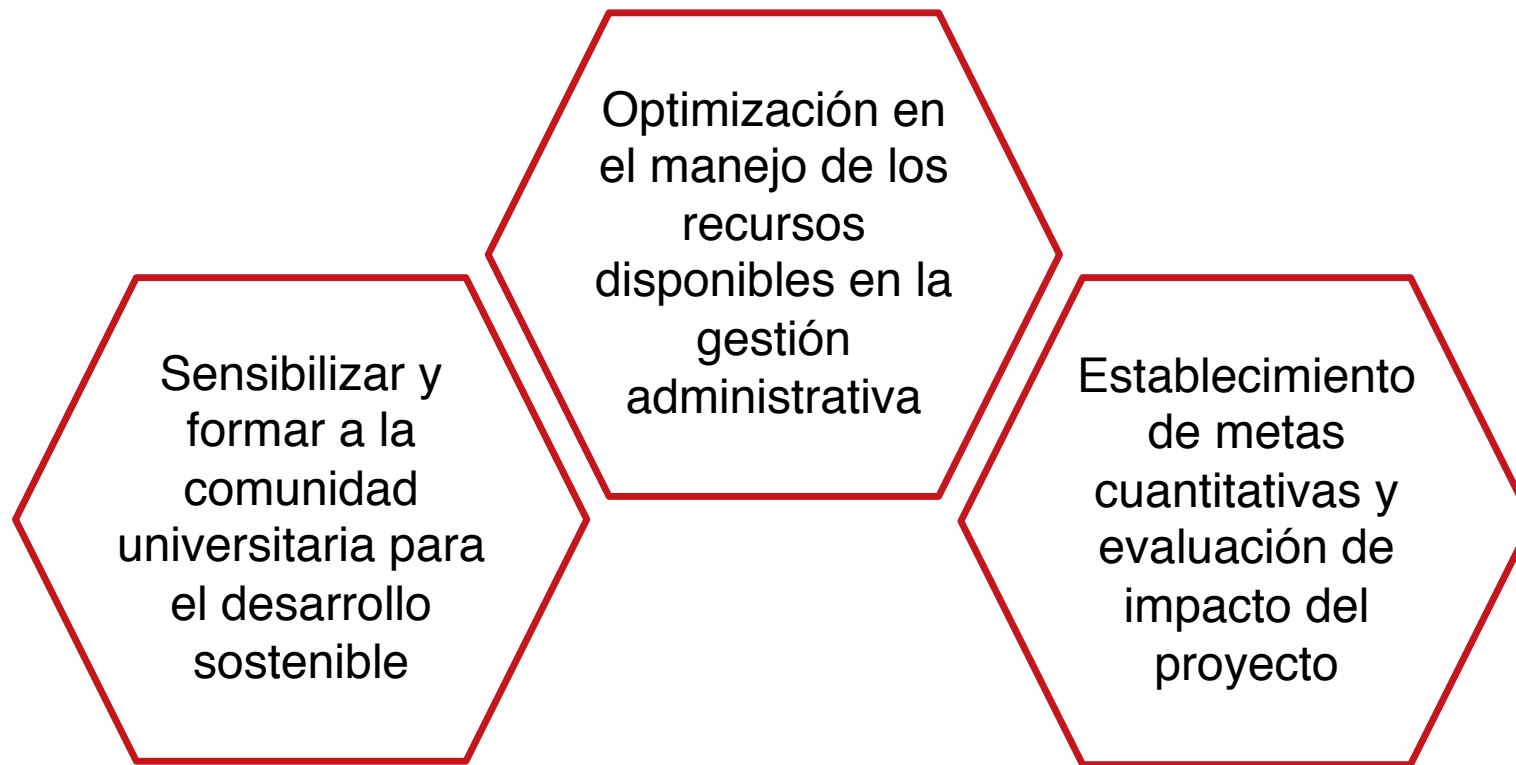 Sensibilizar y
formar a la
comunidad
universitaria para
el desarrollo
sostenible
Optimización en
el manejo de los
recursos
disponibles en la
gestión
administrativa
Establecimiento
de metas
cuantitativas y
evaluación de
impacto del
proyecto